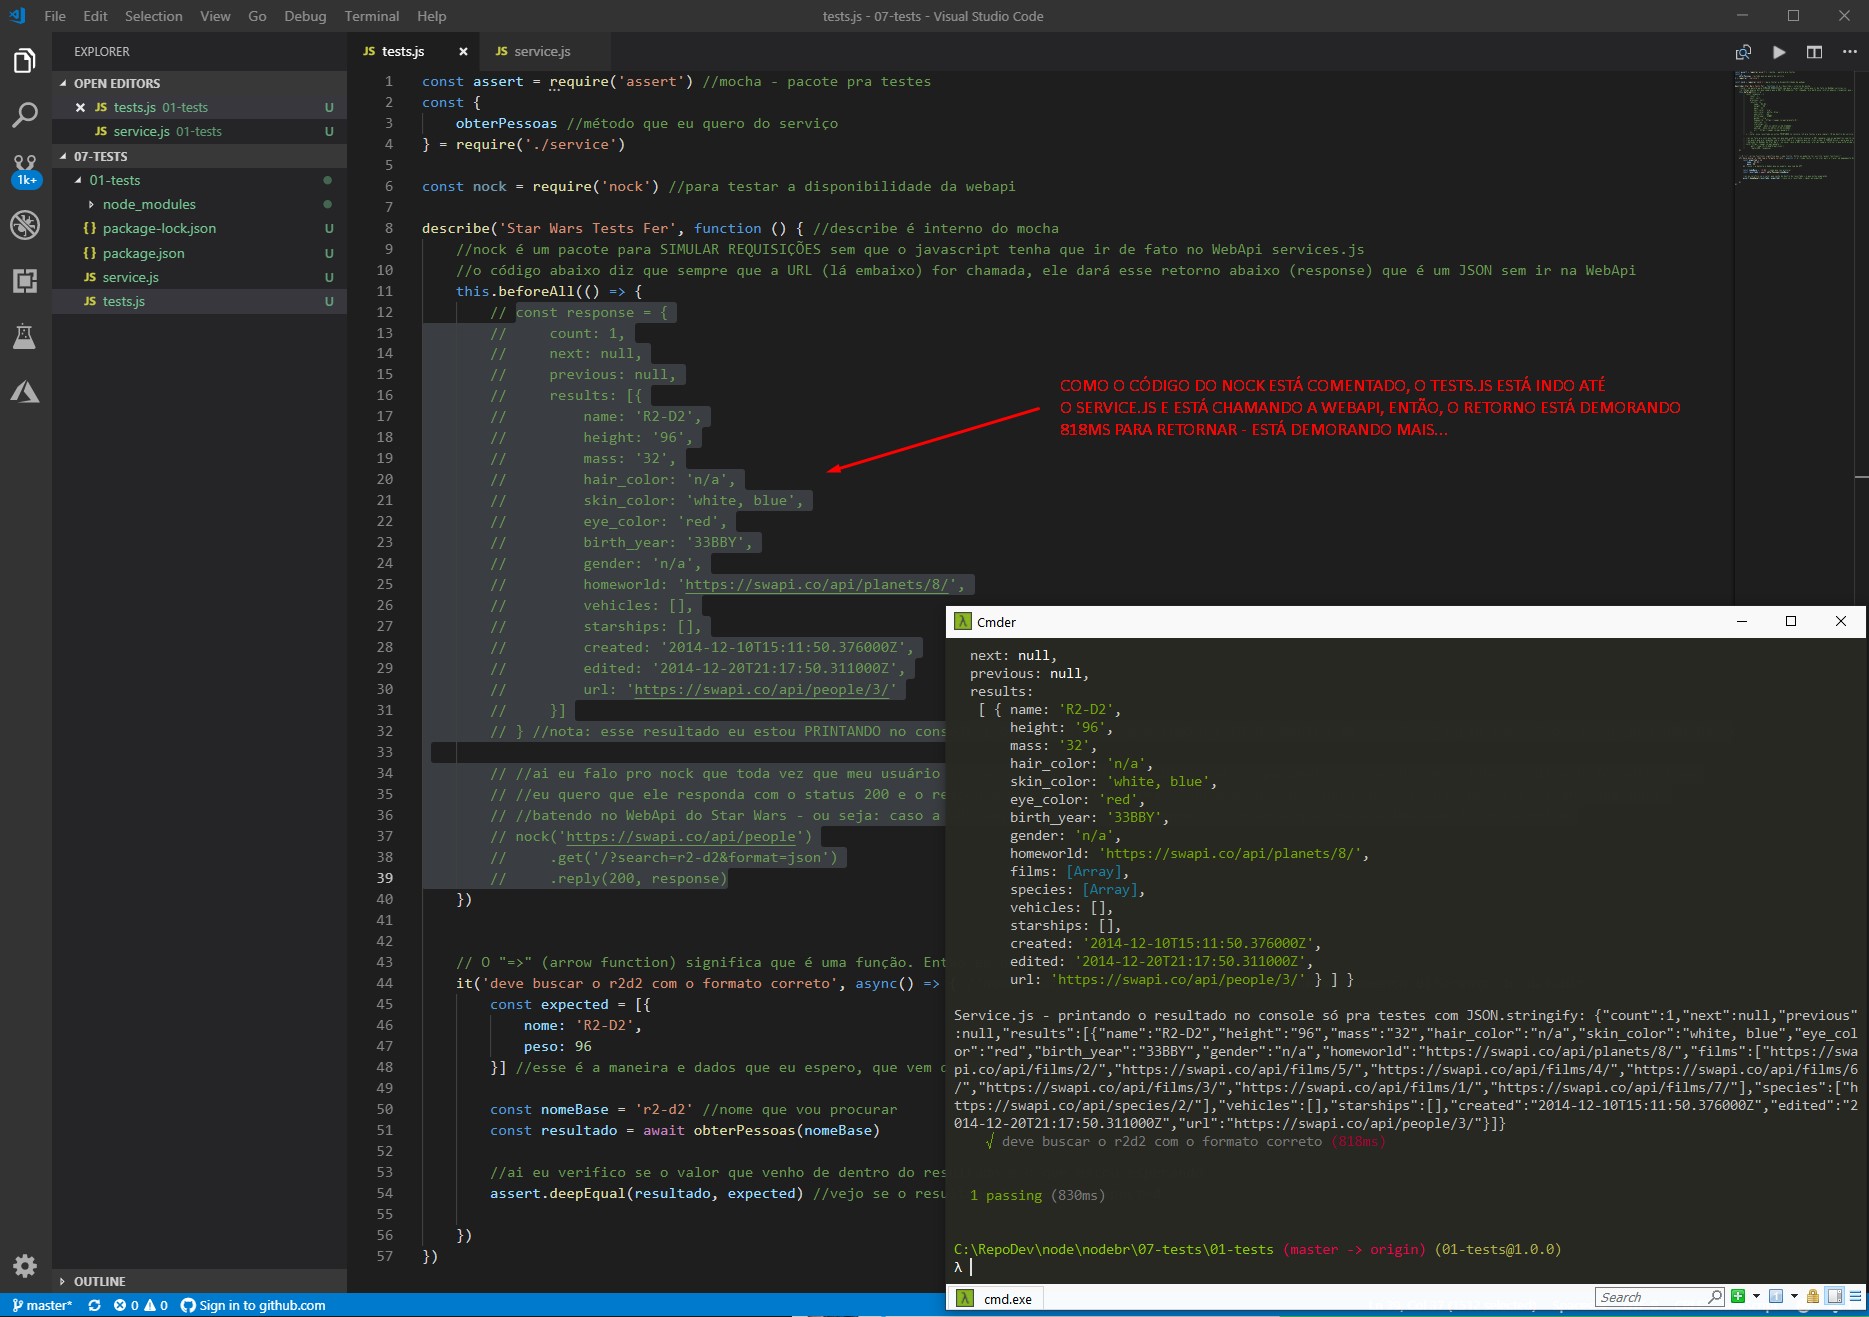 File Edit Selection View Go Debug Terminal Help
tests.js - 07-tests - Visual Studio Code
EXPLORER
OPEN EDITORS
JS tests.js 01-tests U
JS service.js 01-tests U
07-TESTS
01-tests
node_modules
{} package-lock.json U
{} package.json U
JS service.js U
JS tests.js U
OUTLINE
1k+
JS tests.js
JS service.js
1 const assert = require('assert') //mocha - pacote pra testes
2 const {
3 obterPessoas //método que eu quero do serviço
4 } = require('./service')
5
6 const nock = require('nock') //para testar a disponibilidade da webapi
7
8 describe('Star Wars Tests Fer', function () { //describe é interno do mocha
9 //nock é um pacote para SIMULAR REQUISIÇÕES sem que o javascript tenha que ir de fato no WebApi services.js
10 //o código abaixo diz que sempre que a URL (lá embaixo) for chamada, ele dará esse retorno abaixo (response) que é um JSON sem ir na WebApi
11 this.beforeAll(() => {
12 // const response = {
13 // count: 1,
14 // next: null,
15 // previous: null,
16 // results: [{
17 // name: 'R2-D2',
18 // height: '96',
19 // mass: '32',
20 // hair_color: 'n/a',
21 // skin_color: 'white, blue',
22 // eye_color: 'red',
23 // birth_year: '33BBY',
24 // gender: 'n/a',
25 // homeworld: 'https://swapi.co/api/planets/8/',
26 // vehicles: [],
27 // starships: [],
28 // created: '2014-12-10T15:11:50.376000Z',
29 // edited: '2014-12-20T21:17:50.311000Z',
30 // url: 'https://swapi.co/api/people/3/'
31 // }]
32 // } //nota: esse resultado eu estou PRINTANDO no cons
33
34 // //ai eu falo pro nock que toda vez que meu usuário
35 // //eu quero que ele responda com o status 200 e o re
36 // //batendo no WebApi do Star Wars - ou seja: caso a
37 // nock('https://swapi.co/api/people')
38 // .get('/?search=r2-d2&format=json')
39 // .reply(200, response)
40 })
41
42
43 // O "=>" (arrow function) significa que é uma função. Ent
44 it('deve buscar o r2d2 com o formato correto', async() =>
45 const expected = [{
46 nome: 'R2-D2',
47 peso: 96
48 }] //esse é a maneira e dados que eu espero, que vem d
49
50 const nomeBase = 'r2-d2' //nome que vou procurar
51 const resultado = await obterPessoas(nomeBase)
52
53 //ai eu verifico se o valor que venho de dentro do res
54 assert.deepEqual(resultado, expected) //vejo se o resu
55
56 })
57 })
COMO O CÓDIGO DO NOCK ESTÁ COMENTADO, O TESTS.JS ESTÁ INDO ATÉ
O SERVICE.JS E ESTÁ CHAMANDO A WEBAPI, ENTÃO, O RETORNO ESTÁ DEMORANDO
818MS PARA RETORNAR - ESTÁ DEMORANDO MAIS...
λ Cmder
next: null,
previous: null,
results:
[ { name: 'R2-D2',
height: '96',
mass: '32',
hair_color: 'n/a',
skin_color: 'white, blue',
eye_color: 'red',
birth_year: '33BBY',
gender: 'n/a',
homeworld: 'https://swapi.co/api/planets/8/',
films: [Array],
species: [Array],
vehicles: [],
starships: [],
created: '2014-12-10T15:11:50.376000Z',
edited: '2014-12-20T21:17:50.311000Z',
url: 'https://swapi.co/api/people/3/' } ] }
Service.js - printando o resultado no console só pra testes com JSON.stringify: {"count":1,"next":null,"previous"
:null,"results":[{"name":"R2-D2","height":"96","mass":"32","hair_color":"n/a","skin_color":"white, blue","eye_col
or":"red","birth_year":"33BBY","gender":"n/a","homeworld":"https://swapi.co/api/planets/8/","films":["https://swa
pi.co/api/films/2/","https://swapi.co/api/films/5/","https://swapi.co/api/films/4/","https://swapi.co/api/films/6
/","https://swapi.co/api/films/3/","https://swapi.co/api/films/1/","https://swapi.co/api/films/7/"],"species":["h
ttps://swapi.co/api/species/2/"],"vehicles":[],"starships":[],"created":"2014-12-10T15:11:50.376000Z","edited":"2
014-12-20T21:17:50.311000Z","url":"https://swapi.co/api/people/3/"}]}
√ deve buscar o r2d2 com o formato correto (818ms)
1 passing (830ms)
C:\RepoDev\node\nodebr\07-tests\01-tests (master -> origin) (01-tests@1.0.0)
λ
λ cmd.exe
Search
master* 0 0 Sign in to github.com